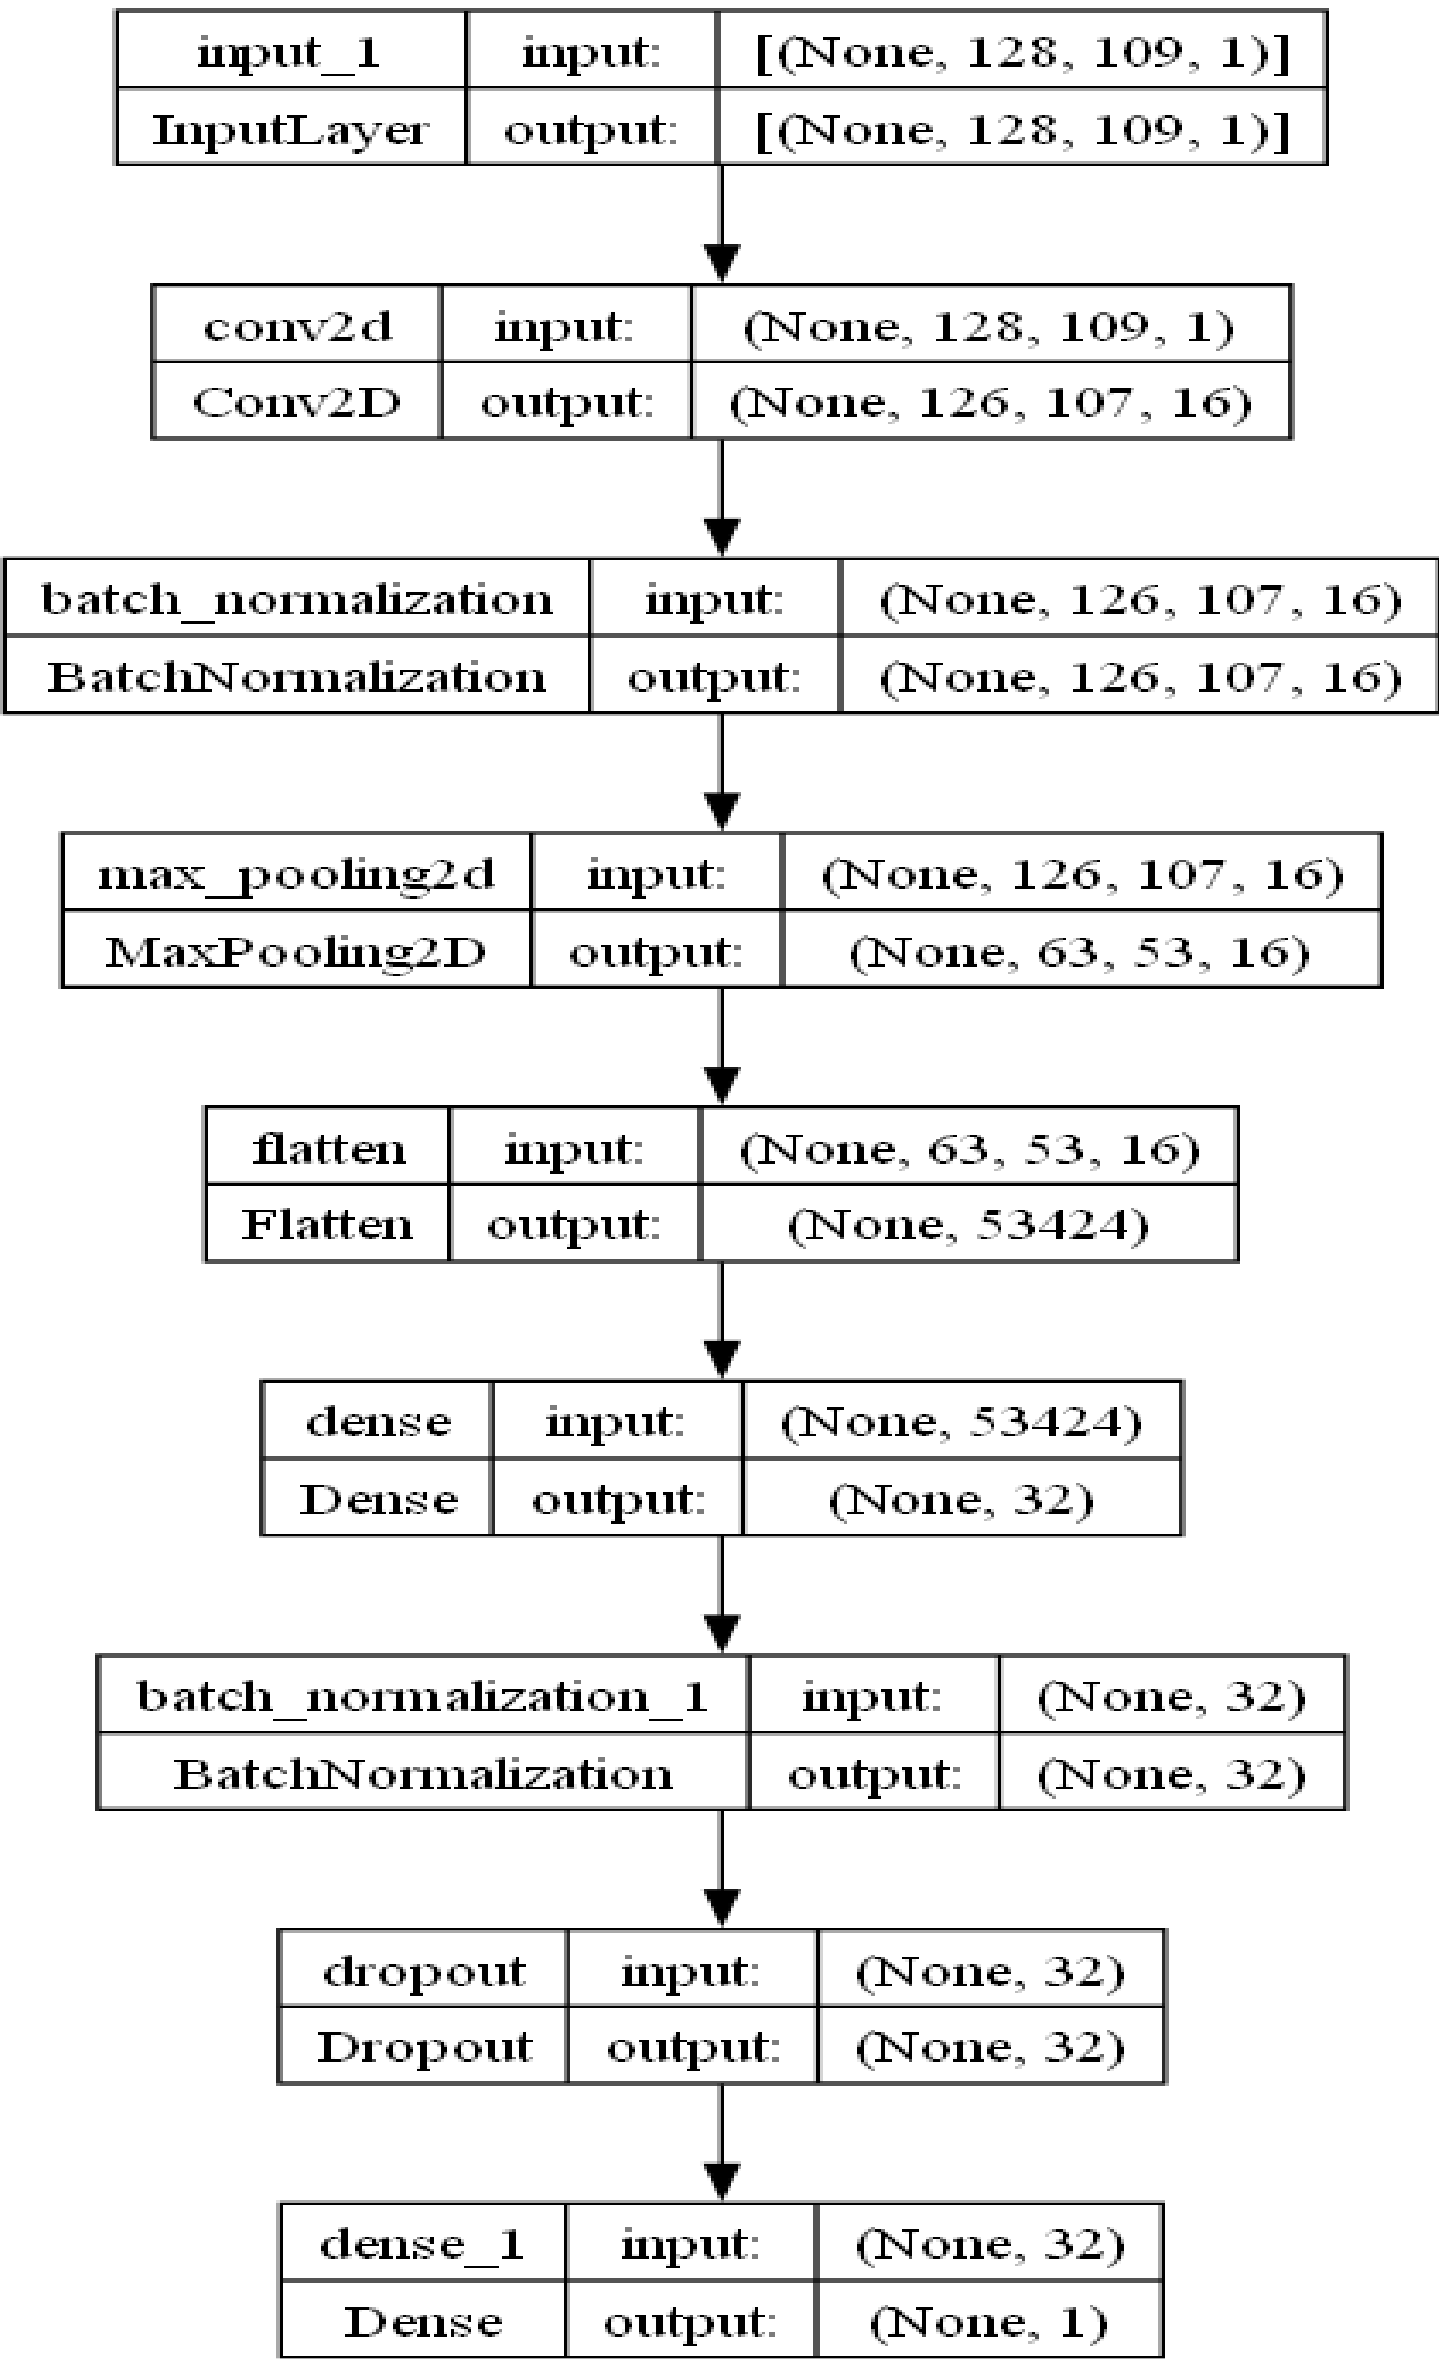 input_1 input: [(None, 128, 109, 1)]
InputLayer output: [(None, 128, 109, 1)]
conv2d input: (None, 128, 109, 1)
Conv2D output: (None, 126, 107, 16)
batch_normalization input: (None, 126, 107, 16)
BatchNormalization output: (None, 126, 107, 16)
max_pooling2d input: (None, 126, 107, 16)
MaxPooling2D output: (None, 63, 53, 16)
flatten input: (None, 63, 53, 16)
Flatten output: (None, 53424)
dense input: (None, 53424)
Dense output: (None, 32)
batch_normalization_1 input: (None, 32)
BatchNormalization output: (None, 32)
dropout input: (None, 32)
Dropout output: (None, 32)
dense_1 input: (None, 32)
Dense output: (None, 1)